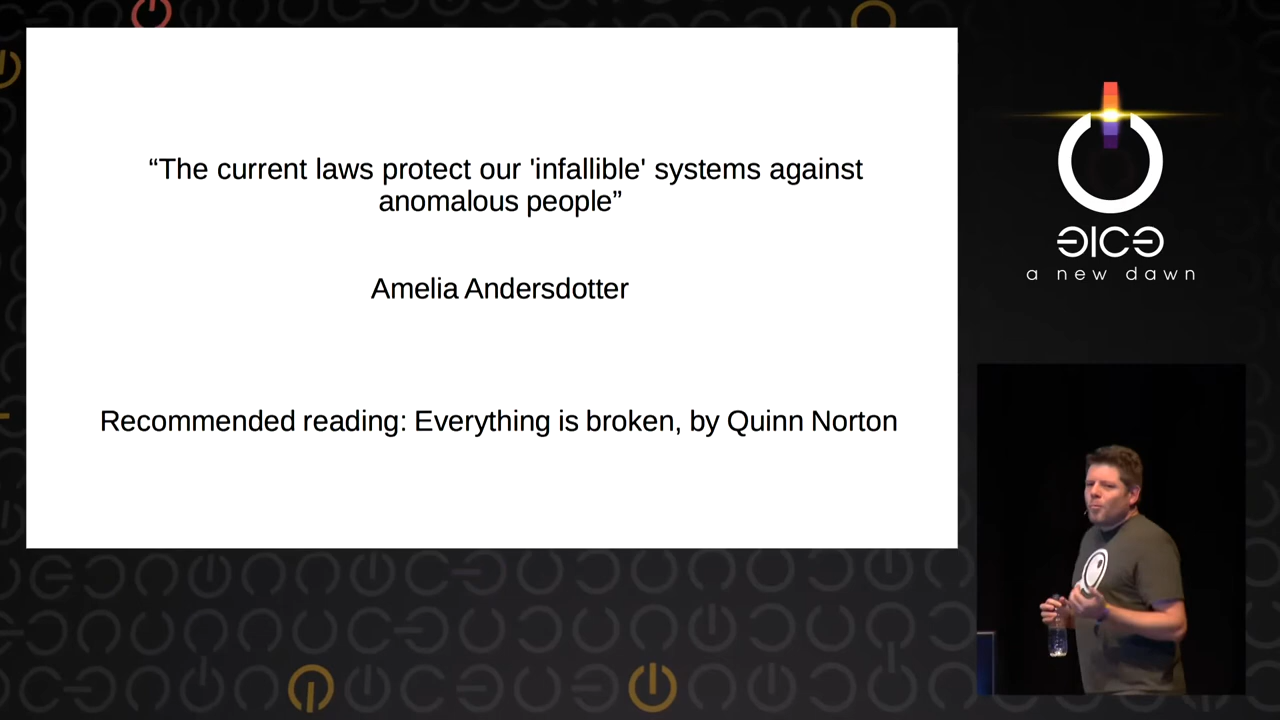 “The current laws protect our 'infallible' systems against
anomalous people”
Amelia Andersdotter
Recommended reading: Everything is broken, by Quinn Norton
a new dawn